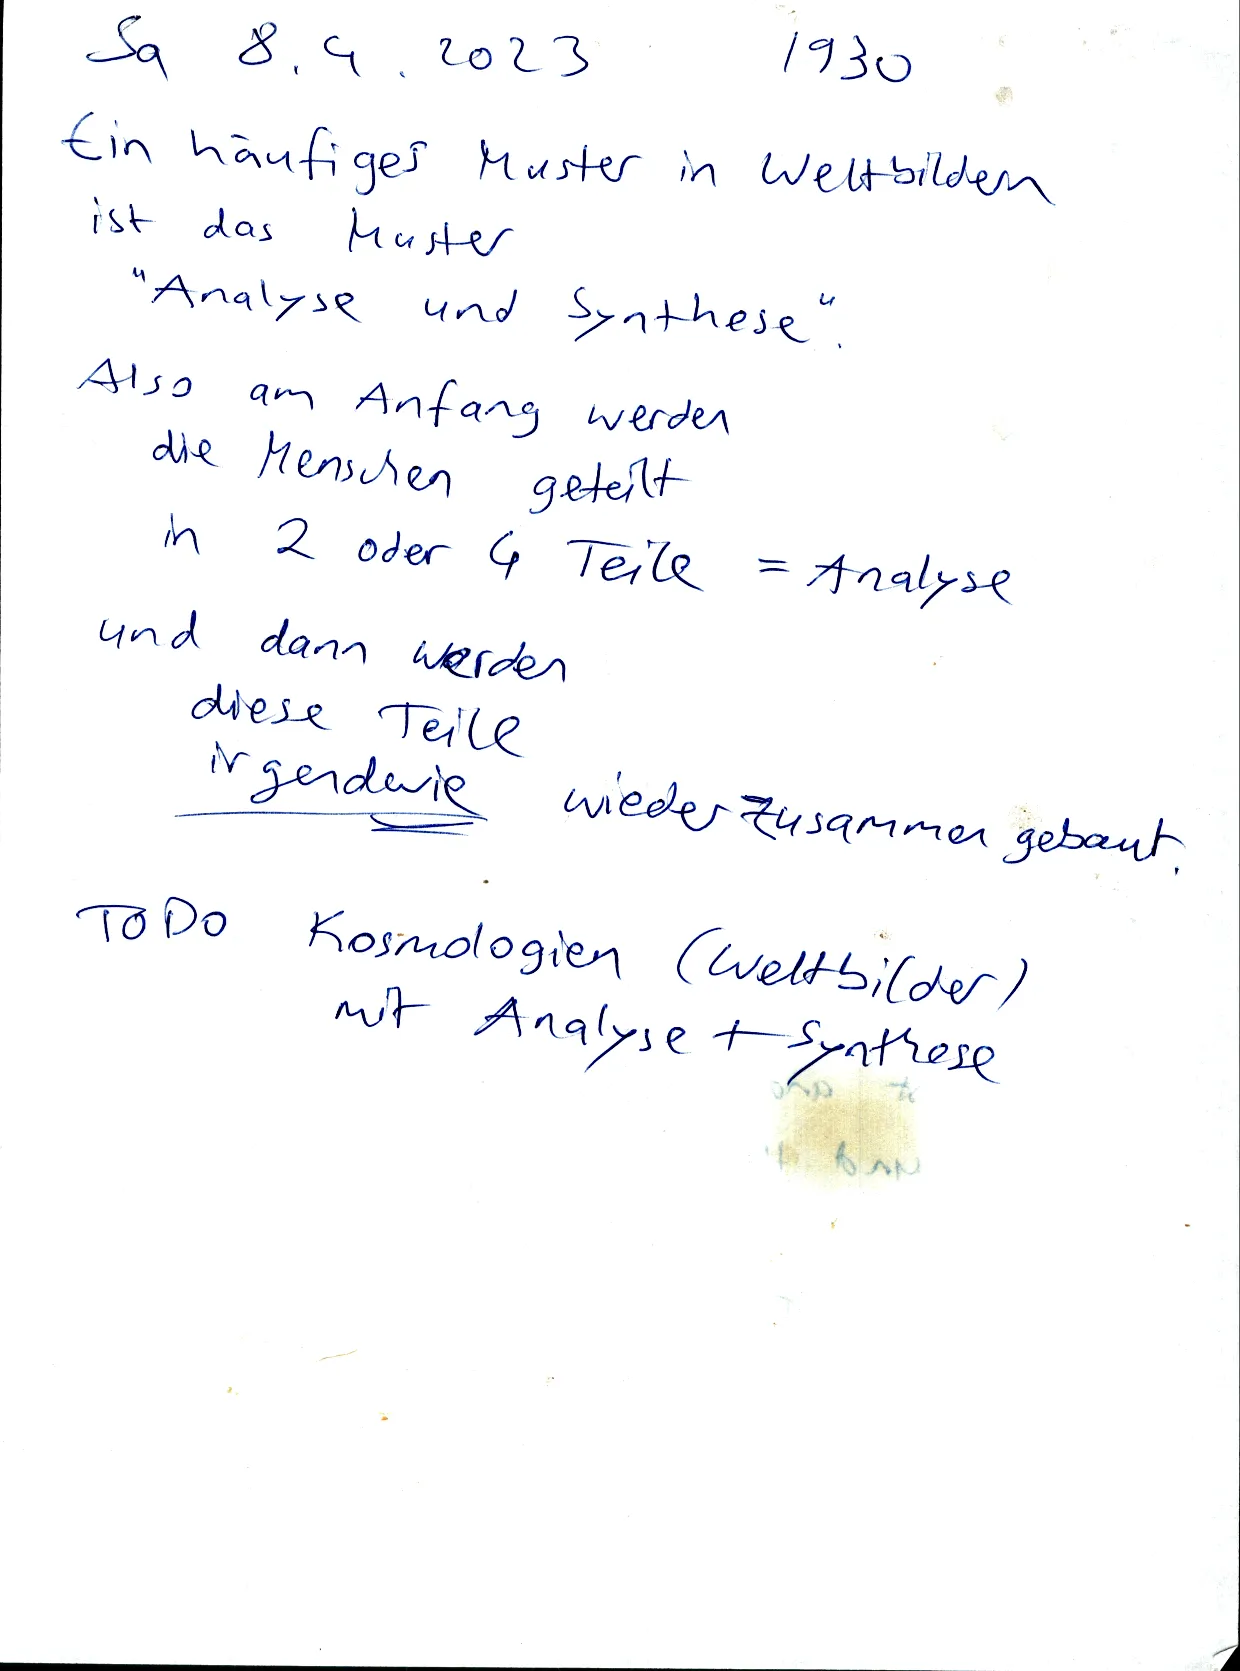 Sa 8.4.2023 1930
Ein häufiges Muster in Weltbildern
ist das Muster
"Analyse und Synthese".
Also am Anfang werden
die Menschen geteilt
in 2 oder 4 Teile = Analyse
und dann werden
diese Teile
irgendwie wieder zusammen gebaut.
TODO Kosmologien (Weltbilder)
mit Analyse + Synthese